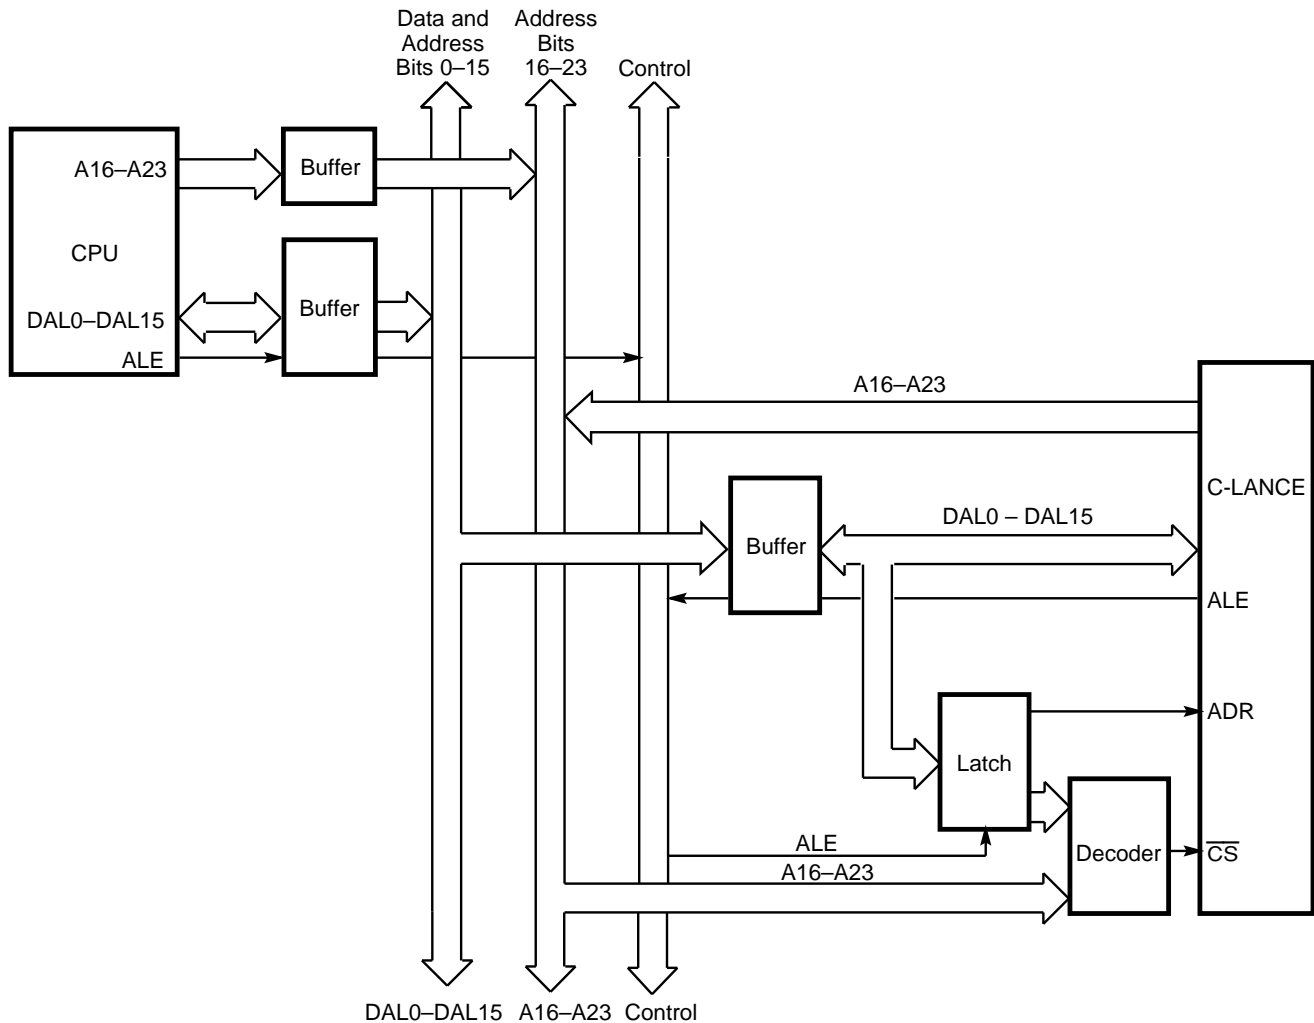 Data and
Address
Bits 0–15
Address
Bits
16–23
Control
A16–A23
Buffer
CPU
DAL0–DAL15
Buffer
ALE
A16–A23
C-LANCE
DAL0 – DAL15
Buffer
ALE
ADR
Latch
ALE
A16–A23
Decoder
CS
DAL0–DAL15
A16–A23
Control